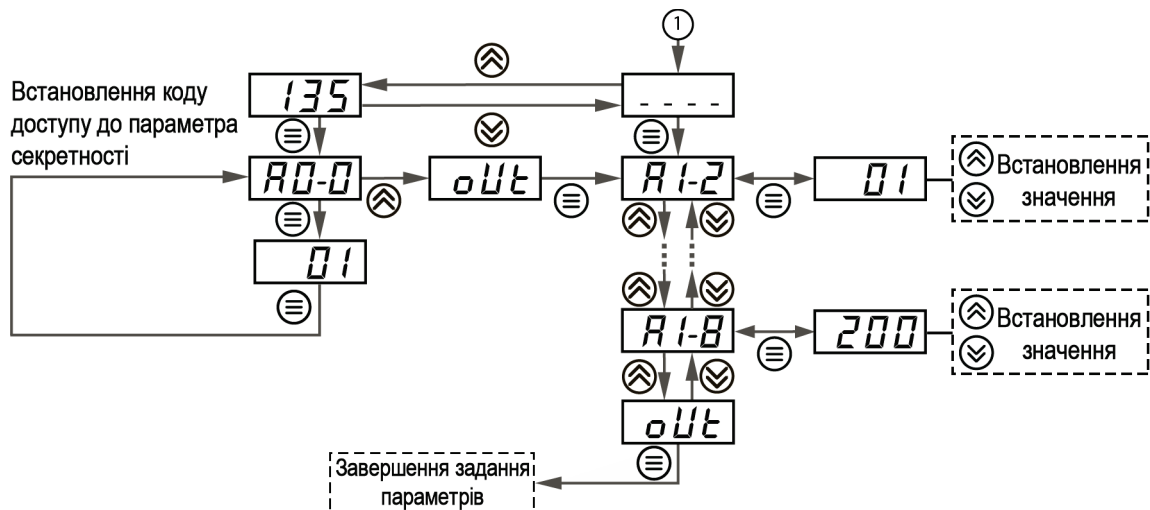 1
135
- - - -
Встановлення коду
доступу до параметра
секретності
A0-0
oUt
A1-2
01
Встановлення
значення
01
A1-8
200
Встановлення
значення
oUt
Завершення задання
параметрів